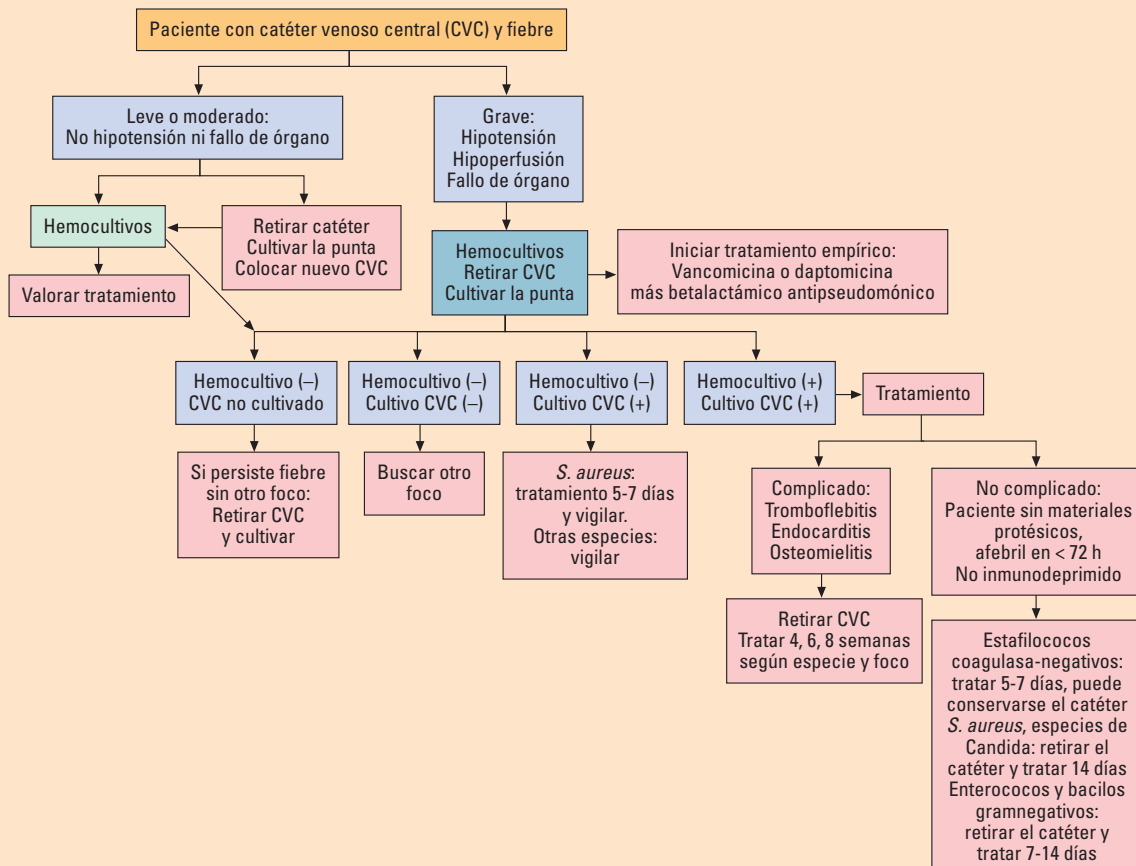 Paciente con catéter venoso central (CVC) y fiebre
Leve o moderado:
No hipotensión ni fallo de órgano
Grave:
Hipotensión
Hipoperfusión
Fallo de órgano
Hemocultivos
Retirar catéter
Cultivar la punta
Colocar nuevo CVC
Valorar tratamiento
Hemocultivos
Retirar CVC
Cultivar la punta
Iniciar tratamiento empírico:
Vancomicina o daptomicina
más betalactámico antipseudomónico
Hemocultivo (–)
CVC no cultivado
Hemocultivo (–)
Cultivo CVC (–)
Hemocultivo (–)
Cultivo CVC (+)
Hemocultivo (+)
Cultivo CVC (+)
Tratamiento
Si persiste fiebre
sin otro foco:
Retirar CVC
y cultivar
Buscar otro
foco
S. aureus:
tratamiento 5-7 días
y vigilar.
Otras especies:
vigilar
Complicado:
Tromboflebitis
Endocarditis
Osteomielitis
No complicado:
Paciente sin materiales
protésicos,
afebril en < 72 h
No inmunodeprimido
Retirar CVC
Tratar 4, 6, 8 semanas
según especie y foco
Estafilococos
coagulasa-negativos:
tratar 5-7 días, puede
conservarse el catéter
S. aureus, especies de
Candida: retirar el
catéter y tratar 14 días
Enterococos y bacilos
gramnegativos:
retirar el catéter y
tratar 7-14 días